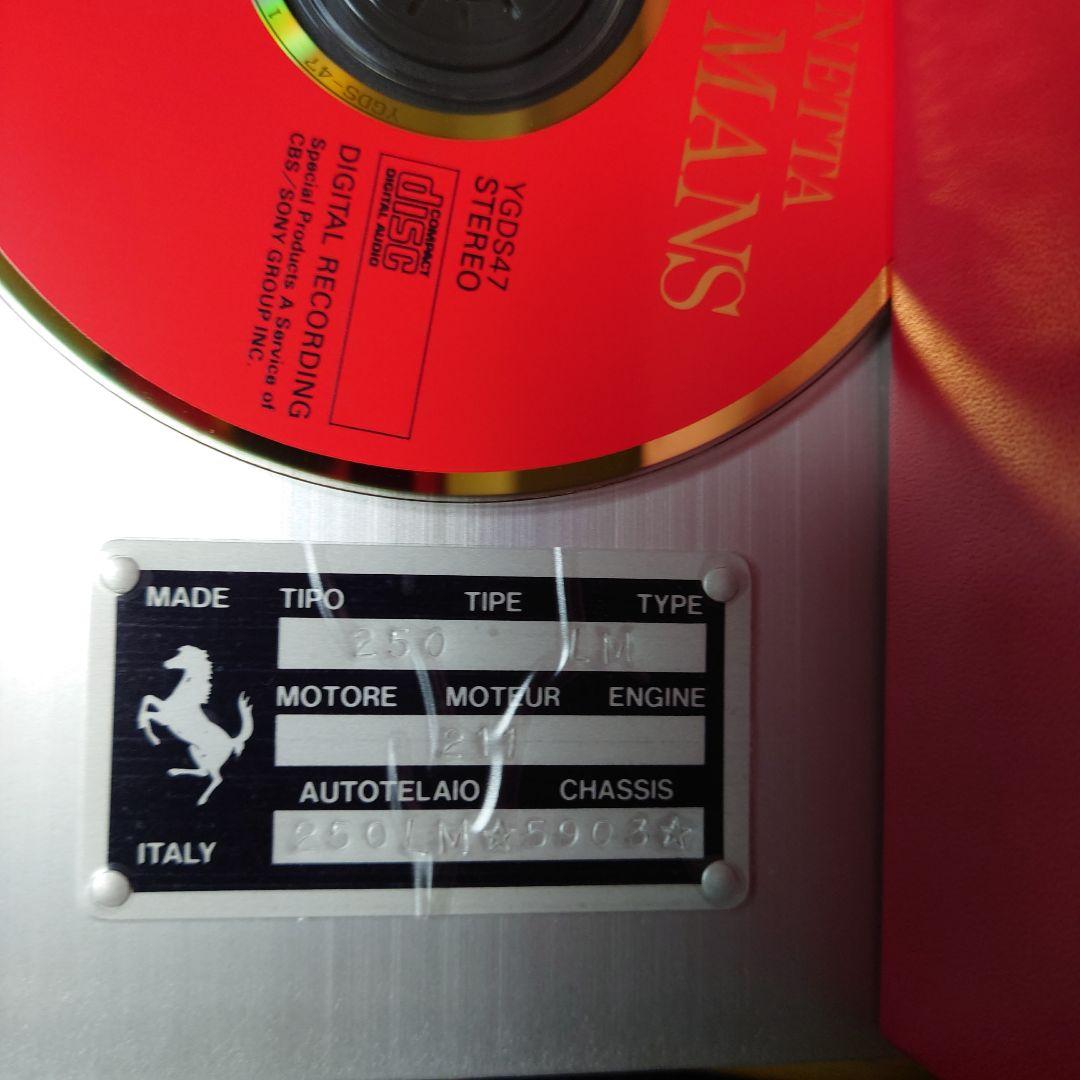 NETTA
MANS
YGDS47
STEREO
COMPACT
disc
DIGITAL AUDIO
DIGITAL RECORDING
Special Products A Service of
CBS/SONY GROUP INC.
YGDS-47 1
MADE TIPO TIPE TYPE
250 LM
MOTORE MOTEUR ENGINE
211
AUTOTELAIO CHASSIS
250LM☆5903☆
ITALY